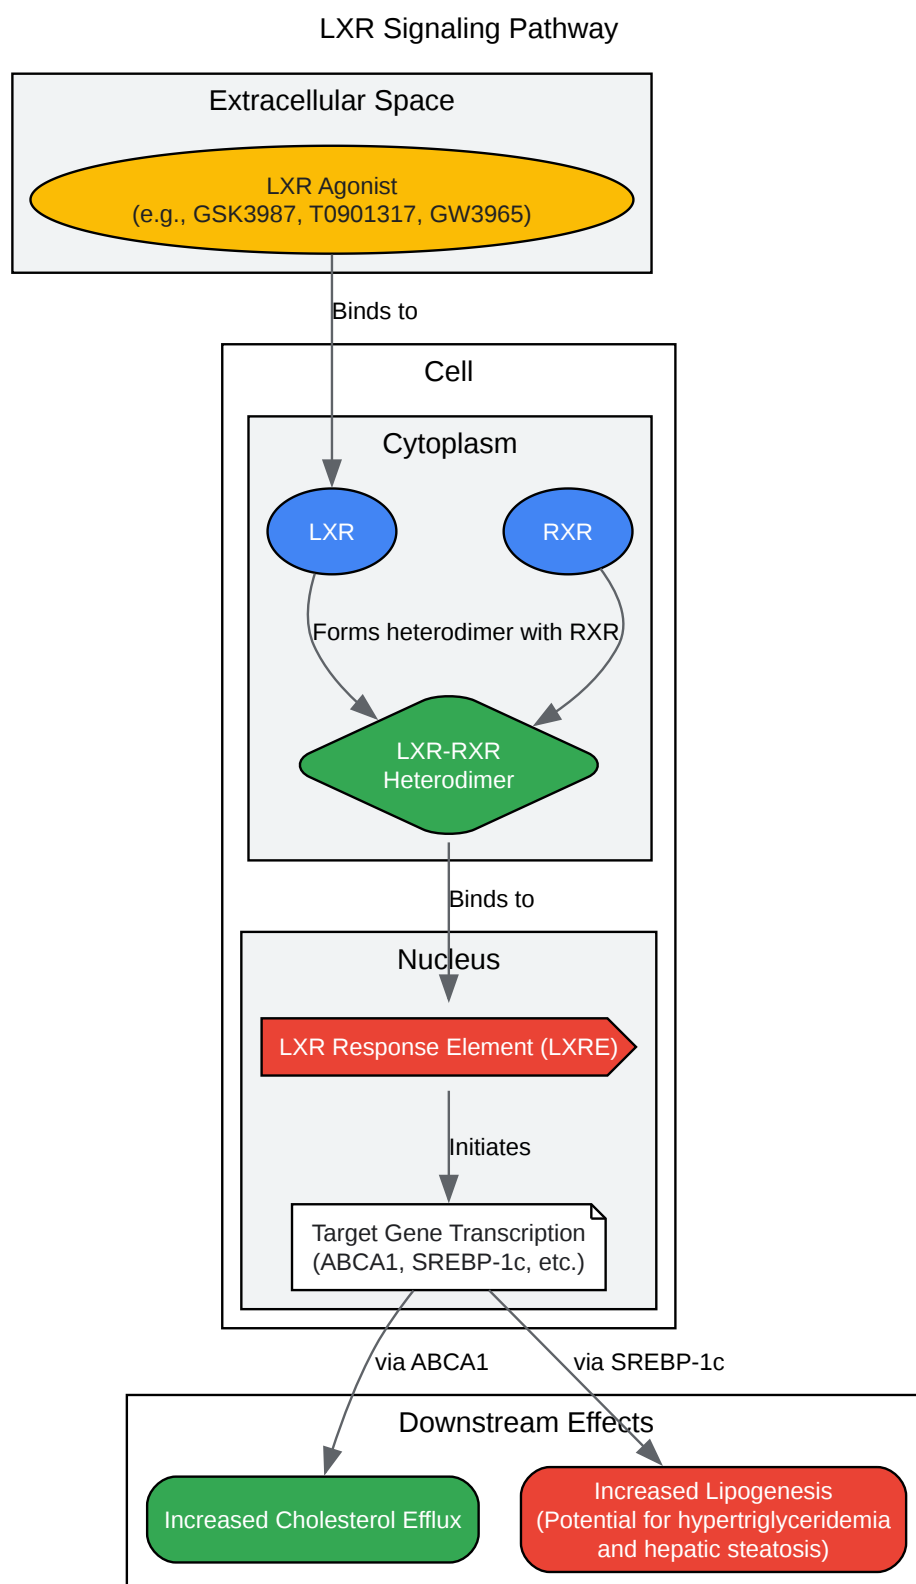 LXR Signaling Pathway
Extracellular Space
LXR Agonist
(e.g., GSK3987, T0901317, GW3965)
Binds to
Cell
Cytoplasm
LXR
RXR
Forms heterodimer with RXR
LXR-RXR
Heterodimer
Binds to
Nucleus
LXR Response Element (LXRE)
Initiates
Target Gene Transcription
(ABCA1, SREBP-1c, etc.)
via ABCA1
via SREBP-1c
Downstream Effects
Increased Cholesterol Efflux
Increased Lipogenesis
(Potential for hypertriglyceridemia
and hepatic steatosis)